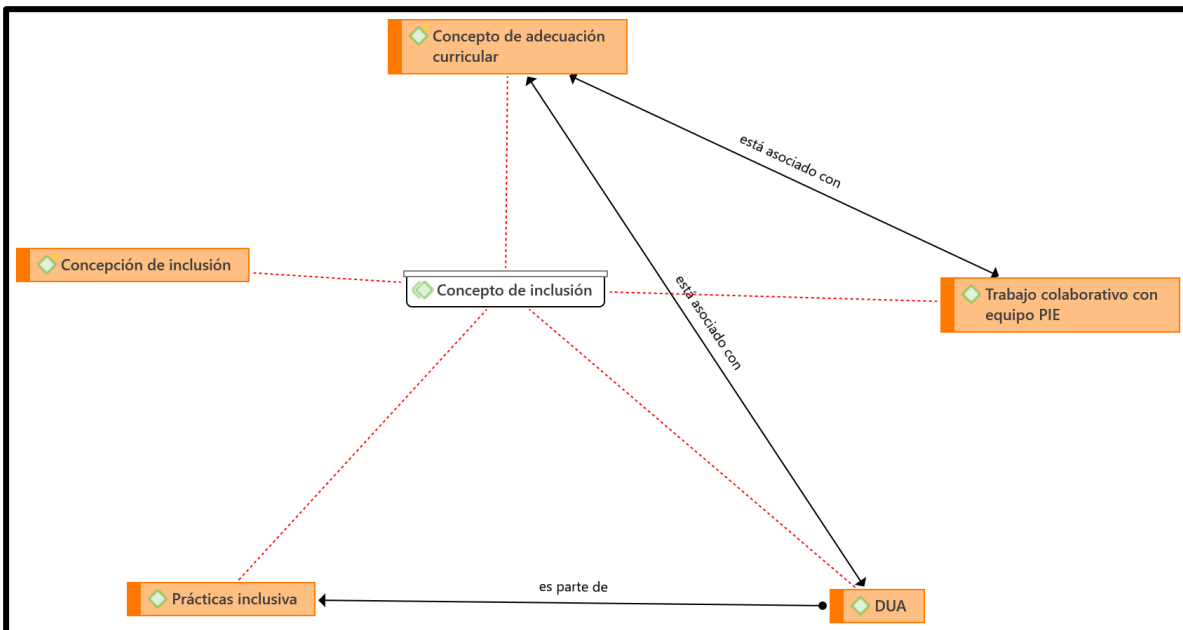 Concepto de adecuación
curricular
está asociado con
Concepción de inclusión
Concepto de inclusión
Trabajo colaborativo con
equipo PIE
está asociado con
es parte de
Prácticas inclusiva
DUA